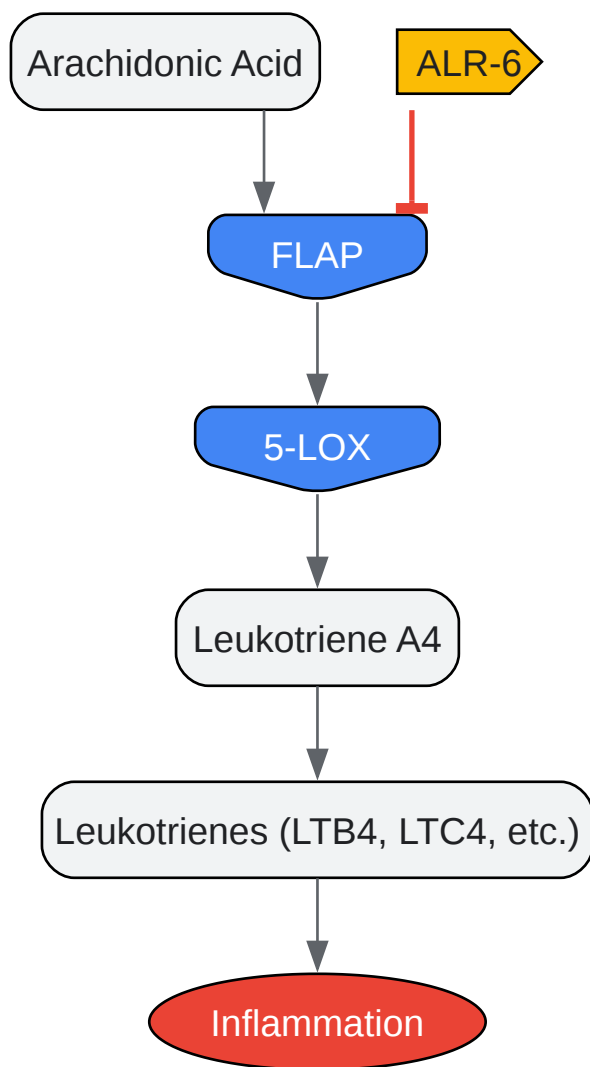 Arachidonic Acid
ALR-6
FLAP
5-LOX
Leukotriene A4
Leukotrienes (LTB4, LTC4, etc.)
Inflammation